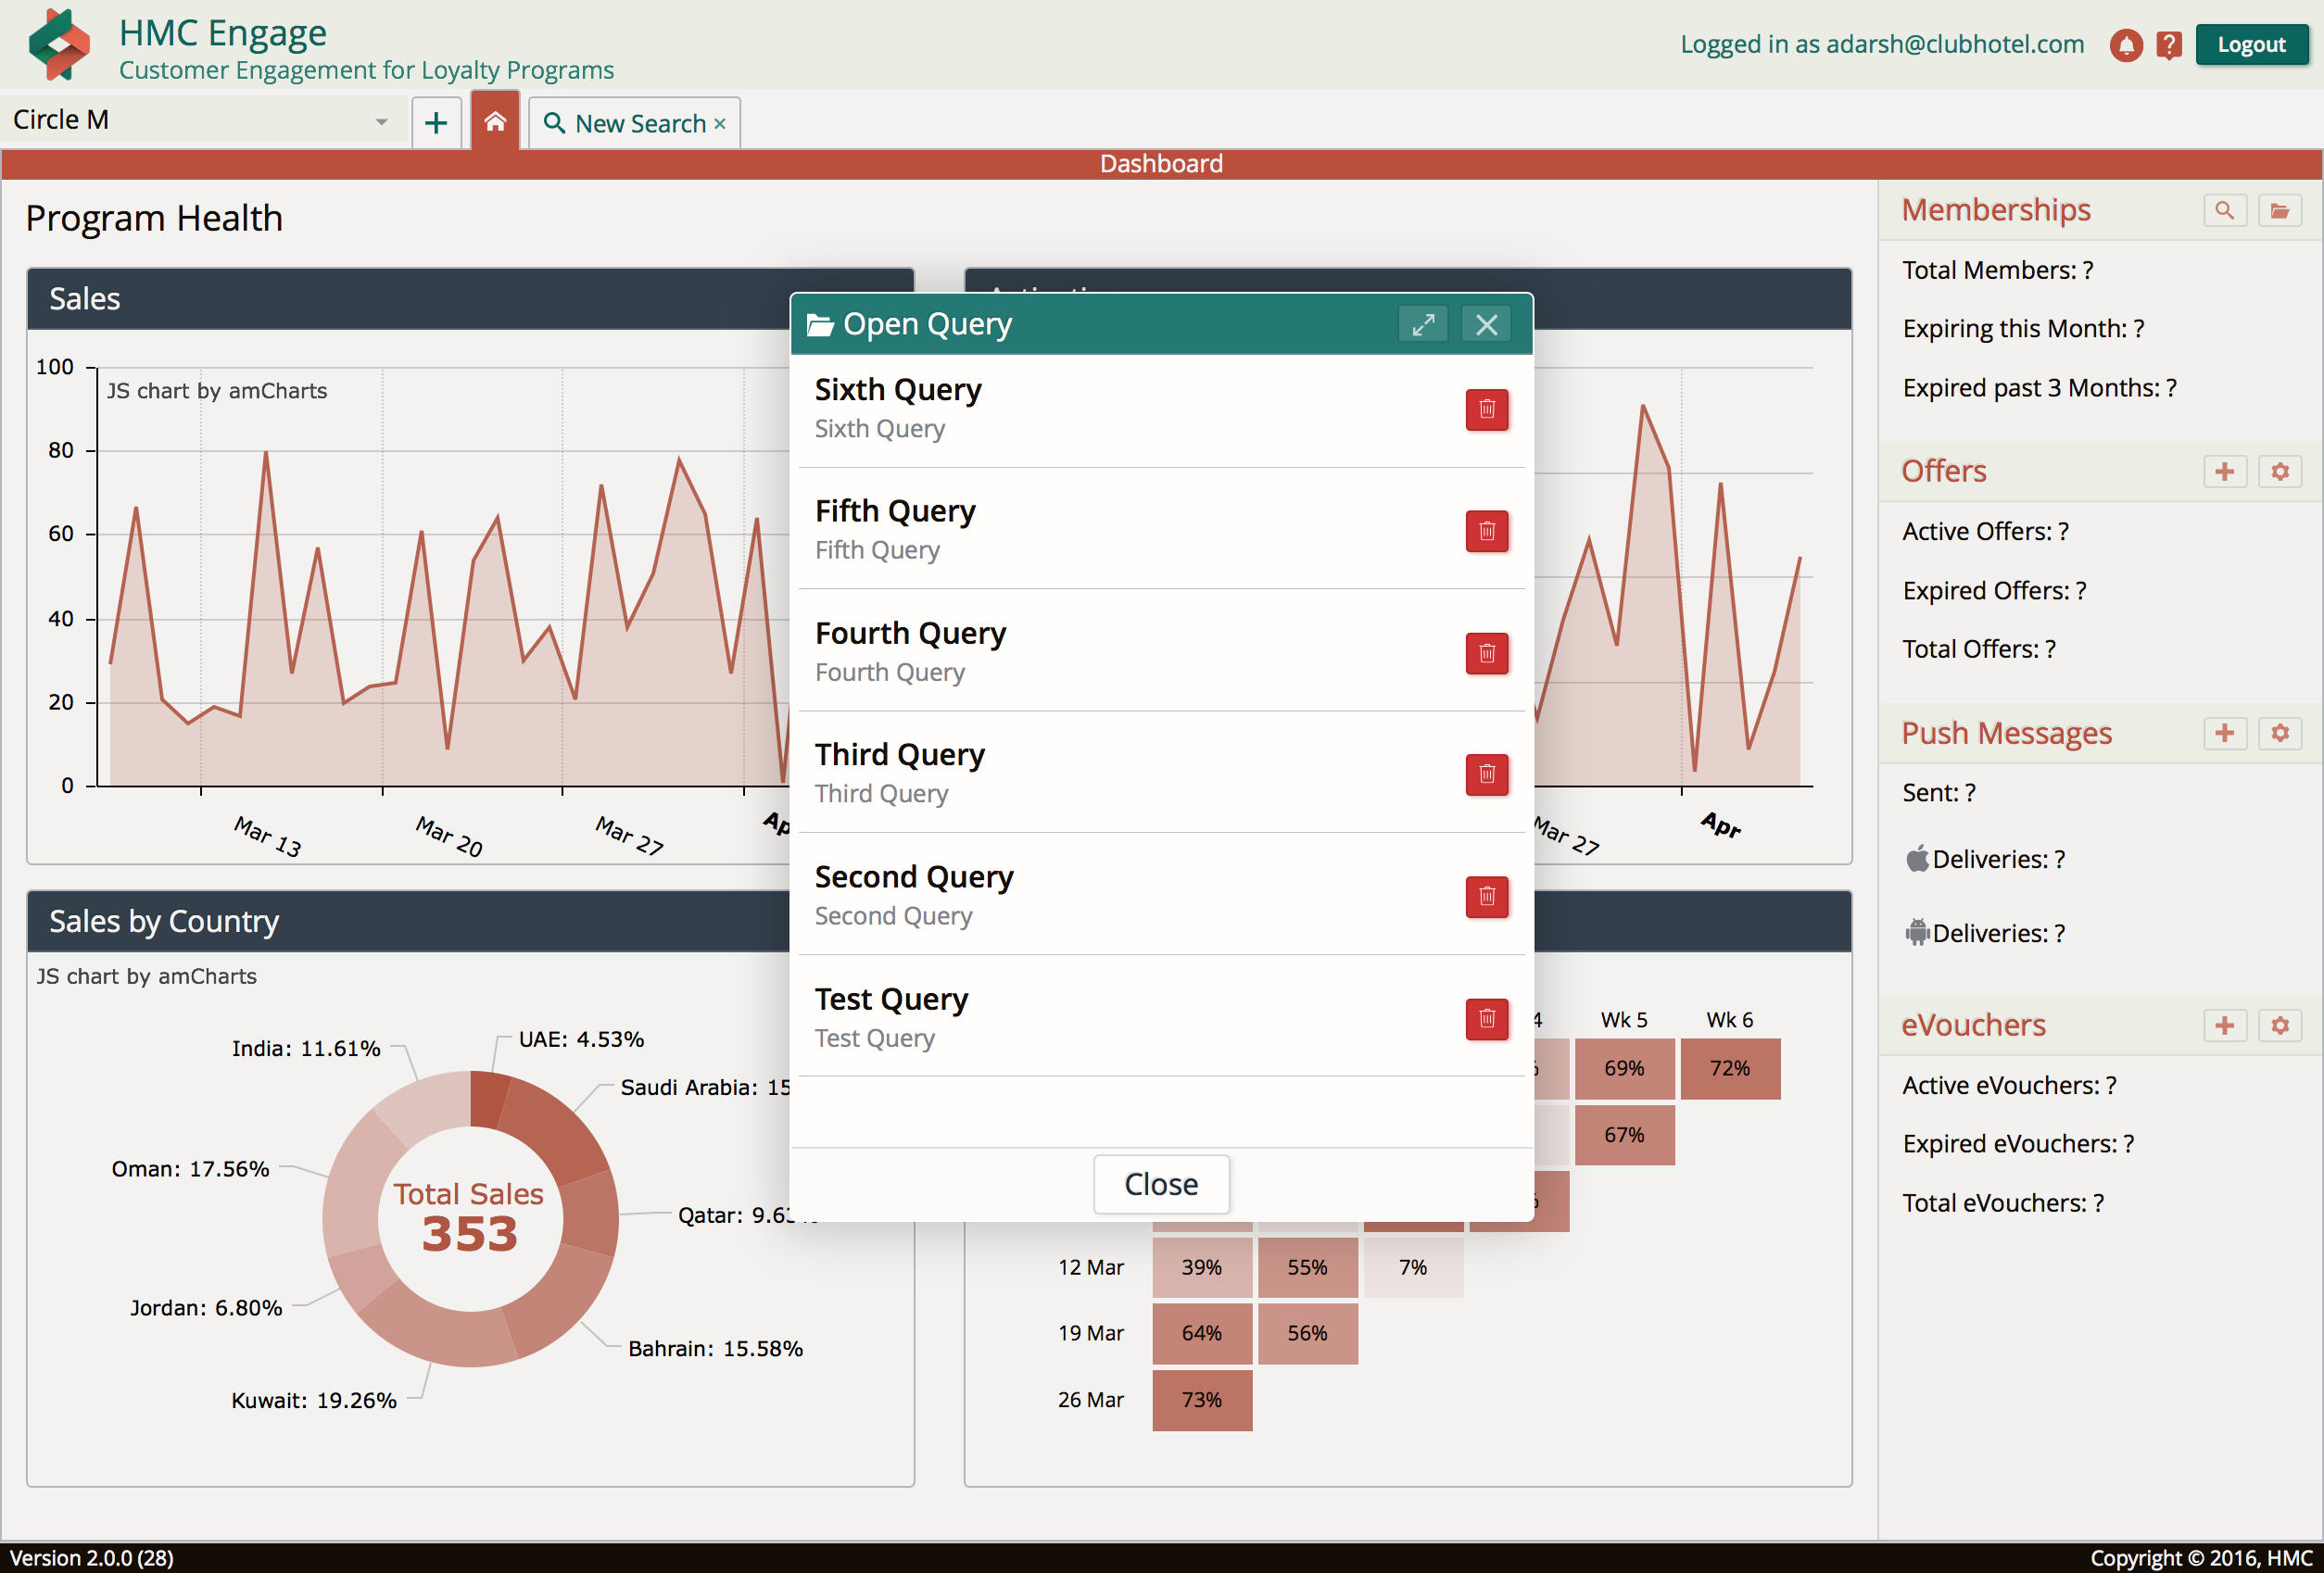 HMC Engage
Customer Engagement for Loyalty Programs
Logged in as adarsh@clubhotel.com
Logout
Circle M
New Search ×
Dashboard
Program Health
Sales
100
80
60
40
20
0
JS chart by amCharts
Mar 13
Mar 20
Mar 27
Mar 27
Apr
Sales by Country
JS chart by amCharts
India: 11.61%
UAE: 4.53%
Saudi Arabia: 15
Oman: 17.56%
Qatar: 9.63
Jordan: 6.80%
Bahrain: 15.58%
Kuwait: 19.26%
Total Sales
353
Open Query
Sixth Query
Sixth Query
Fifth Query
Fifth Query
Fourth Query
Fourth Query
Third Query
Third Query
Second Query
Second Query
Test Query
Test Query
Close
Wk 5
Wk 6
69%
72%
67%
12 Mar
39%
55%
7%
19 Mar
64%
56%
26 Mar
73%
Memberships
Total Members: ?
Expiring this Month: ?
Expired past 3 Months: ?
Offers
Active Offers: ?
Expired Offers: ?
Total Offers: ?
Push Messages
Sent: ?
Deliveries: ?
Deliveries: ?
eVouchers
Active eVouchers: ?
Expired eVouchers: ?
Total eVouchers: ?
Version 2.0.0 (28)
Copyright © 2016, HMC